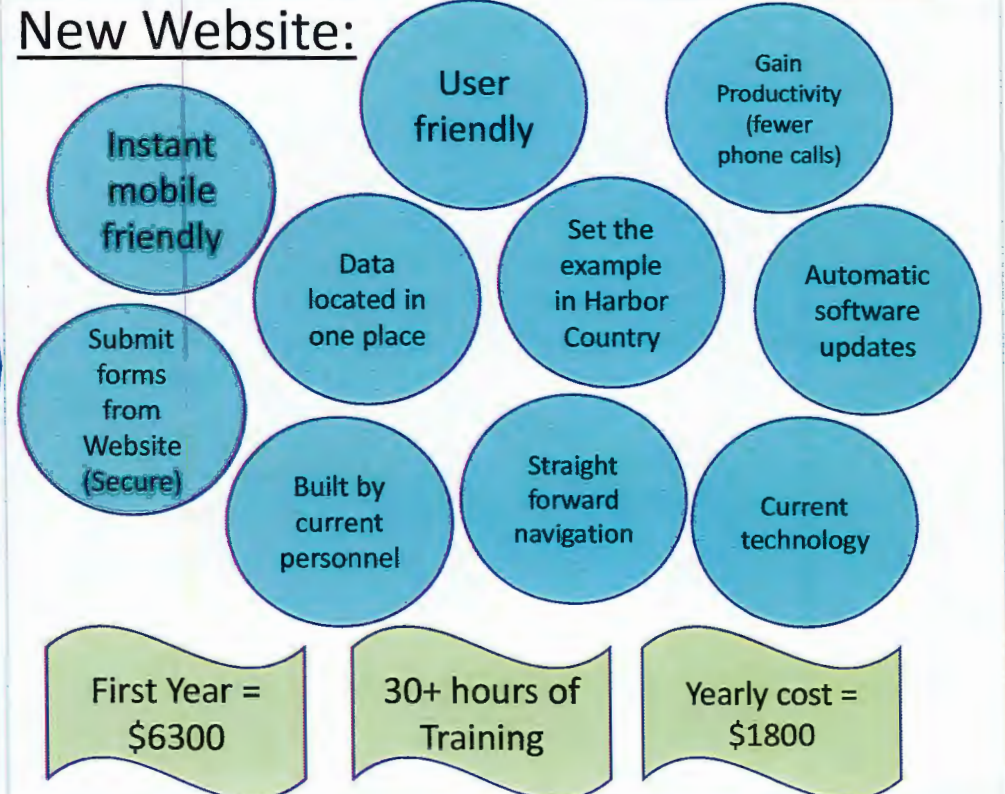 New Website:
User
friendly
Gain
Productivity
(fewer
phone calls)
Instant
mobile
friendly
Data
located in
one place
Set the
example
in Harbor
Country
Automatic
software
updates
Submit
forms
from
Website
(Secure)
Built by
current
personnel
Straight
forward
navigation
Current
technology
First Year =
$6300
30+ hours of
Training
Yearly cost =
$1800